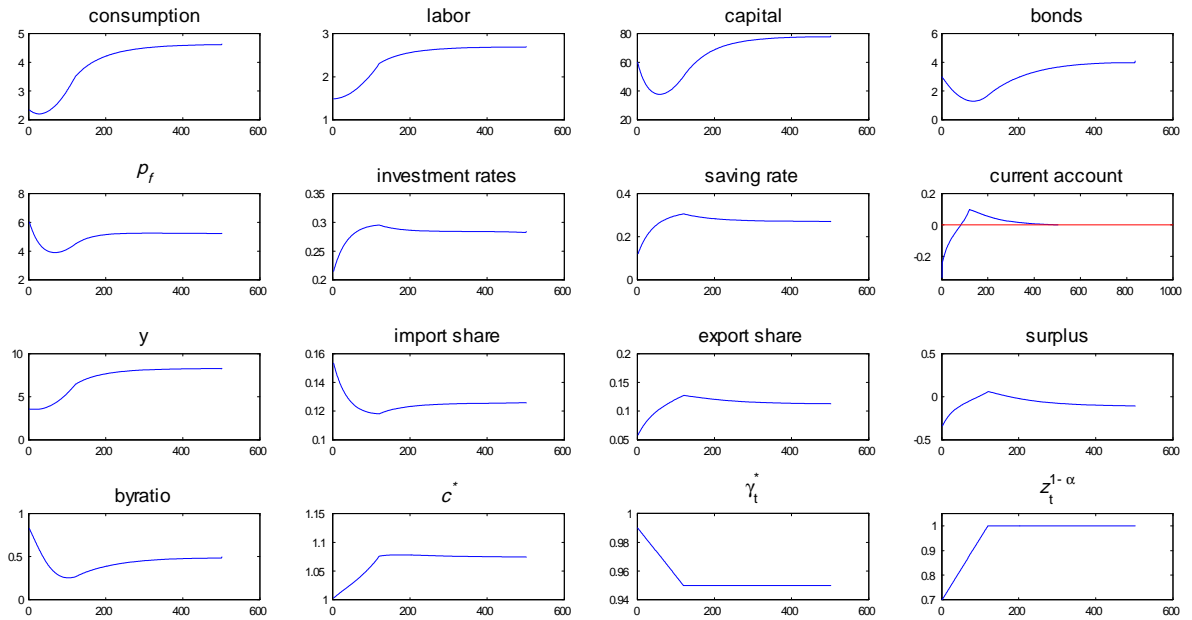 consumption labor capital bonds
5 3 80 6
4 60 4
3 2 40 2
2 1 20 0
0 200 400 600 0 200 400 600 0 200 400 600 0 200 400 600
p_f investment rates saving rate current account
8 0.35 0.4 0.2
6 0.3 0.2 0
4 0.25 -0.2
2 0.2 0
0 200 400 600 0 200 400 600 0 200 400 600 0 200 400 600 800 1000
y import share export share surplus
10 0.16 0.2 0.5
5 0.14 0.15 0
0.12 0.1
0 0.1 0.05 -0.5
0 200 400 600 0 200 400 600 0 200 400 600 0 200 400 600
byratio c* γ_t^* z_t^{1-α}
1 1.15 1 1
0.5 1.1 0.98 0.9
1.05 0.96 0.8
0 1 0.94 0.7
0 200 400 600 0 200 400 600 0 200 400 600 0 200 400 600